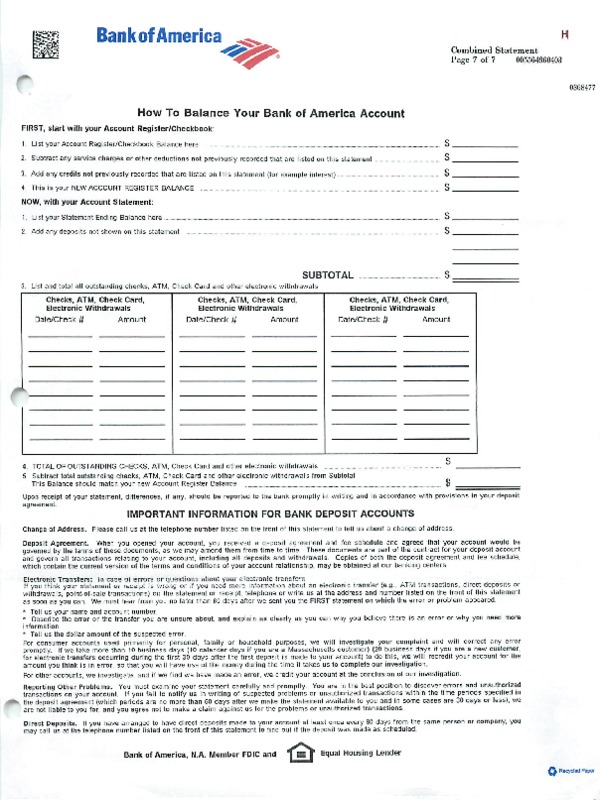 Bank of America
H
Combined Statement
Page 7 of 7
0368477
How To Balance Your Bank of America Account
FIRST, start with your Account Register/Checkbook:
1. List your Account Register/Checkbook Balance here $
2. Subtract any service charges or other deductions not previously recorded that are listed on this statement $
3. Add any credits not previously recorded that are listed on this statement (for example interest) $
4. This is your NEW ACCOUNT REGISTER BALANCE $
NOW, with your Account Statement:
1. List your Statement Ending Balance here $
2. Add any deposits not shown on this statement $
SUBTOTAL $
3. List and total all outstanding checks, ATM, Check Card and other electronic withdrawals
Checks, ATM, Check Card, Checks, ATM, Check Card, Checks, ATM, Check Card,
Electronic Withdrawals Electronic Withdrawals Electronic Withdrawals
Date/Check # Amount Date/Check # Amount Date/Check # Amount
4. TOTAL OF OUTSTANDING CHECKS, ATM, Check Card and other electronic withdrawals $
5. Subtract total outstanding checks, ATM, Check Card and other electronic withdrawals from Subtotal
This Balance should match your new Account Register Balance $
Upon receipt of your statement, differences, if any, should be reported to the bank promptly in writing and in accordance with provisions in your deposit
agreement.
IMPORTANT INFORMATION FOR BANK DEPOSIT ACCOUNTS
Change of Address. Please call us at the telephone number listed on the front of this statement to tell us about a change of address.
Deposit Agreement. When you opened your account, you received a deposit agreement and fee schedule and agreed that your account would be
governed by the terms of these documents, as we may amend them from time to time. These documents are part of the contract for your deposit account
and govern all transactions relating to your account, including all deposits and withdrawals. Copies of both the deposit agreement and fee schedule,
which contain the current version of the terms and conditions of your account relationship, may be obtained at our banking centers.
Electronic Transfers: In case of errors or questions about your electronic transfers
If you think your statement or receipt is wrong or if you need more information about an electronic transfer (e.g., ATM transactions, direct deposits or
withdrawals, point-of-sale transactions) on the statement or receipt, telephone or write us at the address and number listed on the front of this statement
as soon as you can. We must hear from you no later than 60 days after we sent you the FIRST statement on which the error or problem appeared.
* Tell us your name and account number.
* Describe the error or the transfer you are unsure about, and explain as clearly as you can why you believe there is an error or why you need more
information
* Tell us the dollar amount of the suspected error.
For consumer accounts used primarily for personal, family or household purposes, we will investigate your complaint and will correct any error
promptly. If we take more than 10 business days (10 calendar days if you are a Massachusetts customer) (20 business days if you are a new customer,
for electronic transfers occurring during the first 30 days after the first deposit is made to your account) to do this, we will recredit your account for the
amount you think is in error, so that you will have use of the money during the time it takes us to complete our investigation.
For other accounts, we investigate, and if we find we have made an error, we credit your account at the conclusion of our investigation.
Reporting Other Problems. You must examine your statement carefully and promptly. You are in the best position to discover errors and unauthorized
transactions on your account. If you fail to notify us in writing of suspected problems or unauthorized transactions within the time periods specified in
the deposit agreement (which periods are no more than 60 days after we make the statement available to you and in some cases are 30 days or less), we
are not liable to you for, and you agree not to make a claim against us for the problems or unauthorized transactions.
Direct Deposits. If you have arranged to have direct deposits made to your account at least once every 60 days from the same person or company, you
may call us at the telephone number listed on the front of this statement to find out if the deposit was made as scheduled.
Bank of America, N.A. Member FDIC and Equal Housing Lender
Recycled Paper